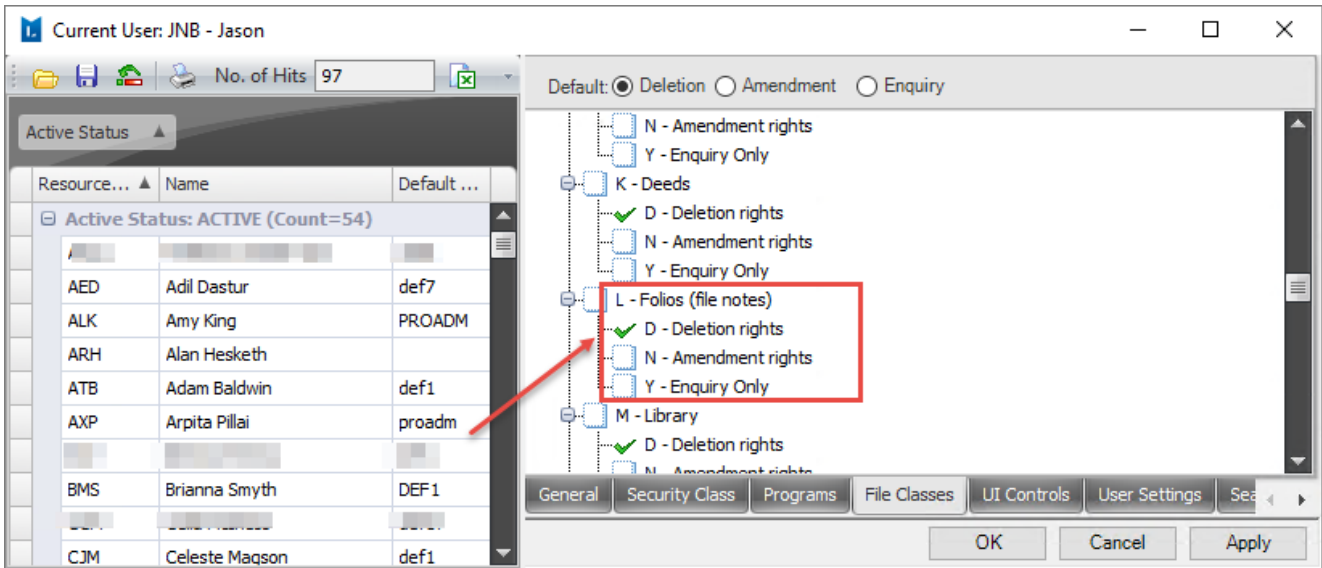 Current User: JNB - Jason
No. of Hits 97
Active Status
Resource... Name Default ...
Active Status: ACTIVE (Count=54)
AED Adil Dastur def7
ALK Amy King PROADM
ARH Alan Hesketh
ATB Adam Baldwin def1
AXP Arpita Pillai proadm
BMS Brianna Smyth DEF1
CJM Celeste Magson def1
Default: Deletion Amendment Enquiry
N - Amendment rights
Y - Enquiry Only
K - Deeds
D - Deletion rights
N - Amendment rights
Y - Enquiry Only
L - Folios (file notes)
D - Deletion rights
N - Amendment rights
Y - Enquiry Only
M - Library
D - Deletion rights
N - Amendment rights
General Security Class Programs File Classes UI Controls User Settings Sea
OK Cancel Apply